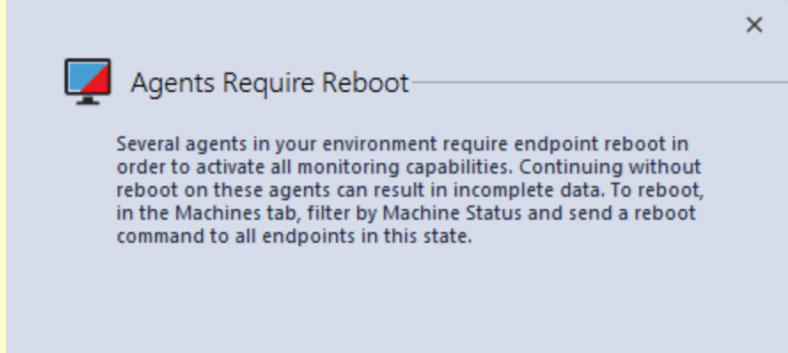 Agents Require Reboot
Several agents in your environment require endpoint reboot in
order to activate all monitoring capabilities. Continuing without
reboot on these agents can result in incomplete data. To reboot,
in the Machines tab, filter by Machine Status and send a reboot
command to all endpoints in this state.